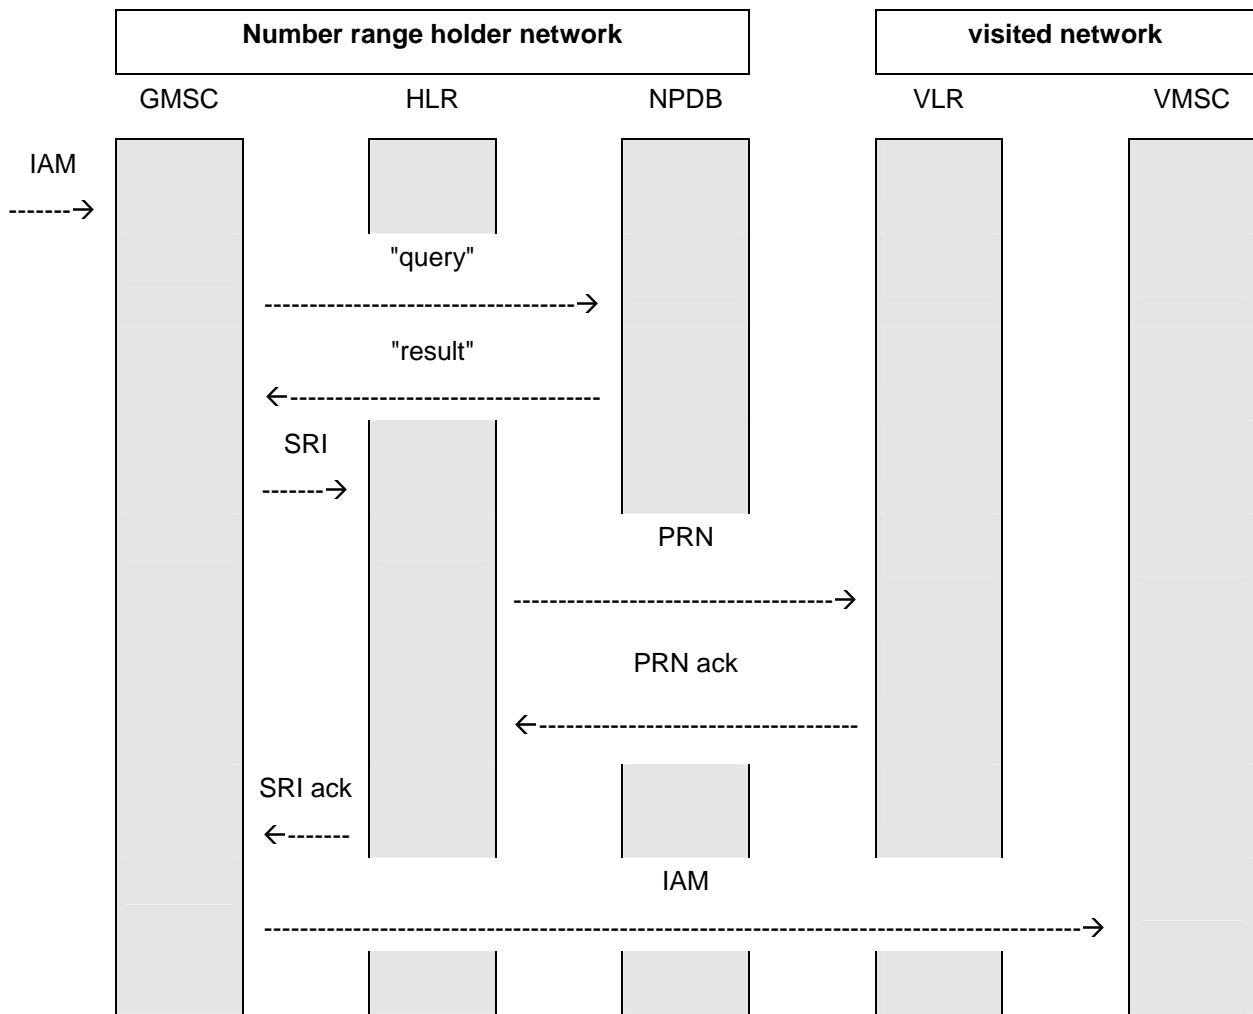 Number range holder network
visited network
GMSC
HLR
NPDB
VLR
VMSC
IAM
"query"
"result"
SRI
PRN
PRN ack
SRI ack
IAM